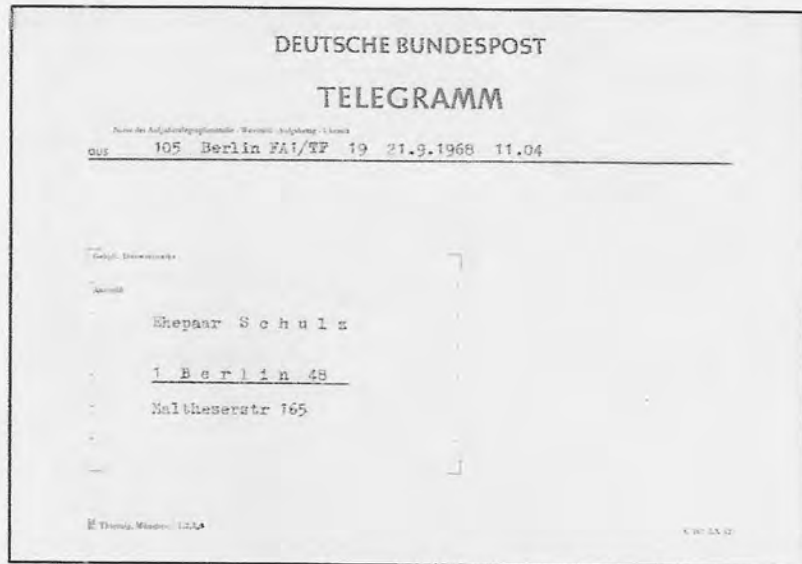 DEUTSCHE BUNDESPOST
TELEGRAMM
aus 105 Berlin FA1/TF 19 21.9.1968 11.04
Ehepaar S c h u l z
1 B e r l i n 48
Maltheserstr 165